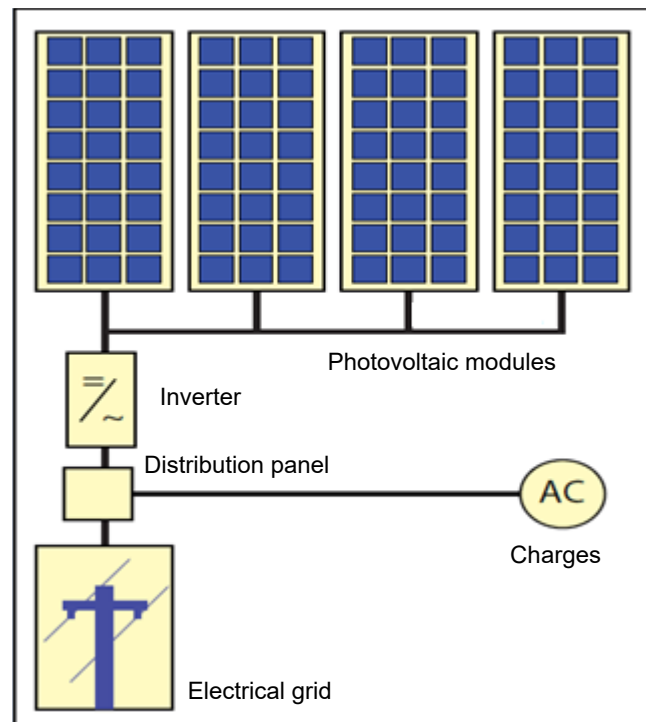 Photovoltaic modules
Inverter
Distribution panel
AC
Charges
Electrical grid